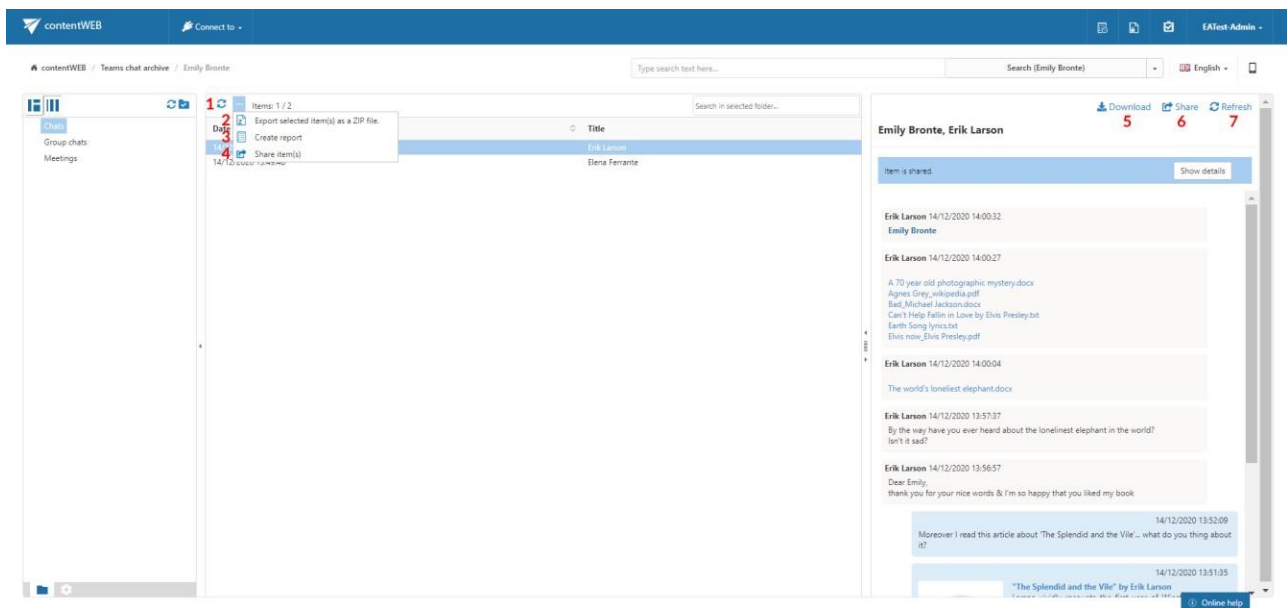 contentWEB
Connect to
EATest-Admin
contentWEB / Teams chat archive / Emily Bronte
Type search text here...
Search (Emily Bronte)
English
1
Items: 1 / 2
Search in selected folder...
2 Export selected item(s) as a ZIP file.
3 Create report
4 Share item(s)
Chats
Group chats
Meetings
Date
Title
Erik Larson
Elena Ferrante
Download Share Refresh
5 6 7
Emily Bronte, Erik Larson
Item is shared.
Show details
Erik Larson 14/12/2020 14:00:32
Emily Bronte
Erik Larson 14/12/2020 14:00:27
A 70 year old photographic mystery.docx
Agnes Grey_wikipedia.pdf
Bad_Michael Jackson.docx
Can't Help Fallin in Love by Elvis Presley.txt
Earth Song lyrics.txt
Elvis now_Elvis Presley.pdf
Erik Larson 14/12/2020 14:00:04
The world's loneliest elephant.docx
Erik Larson 14/12/2020 13:57:37
By the way have you ever heard about the lonelinest elephant in the world?
Isn't it sad?
Erik Larson 14/12/2020 13:56:57
Dear Emily,
thank you for your nice words & I'm so happy that you liked my book
14/12/2020 13:52:09
Moreover I read this article about 'The Splendid and the Vile'... what do you thing about
it?
14/12/2020 13:51:35
"The Splendid and the Vile" by Erik Larson
Online help